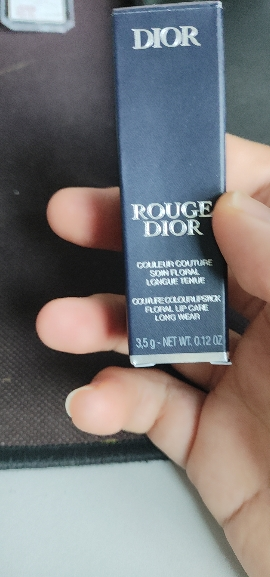 DIOR
ROUGE
DIOR
COULEUR COUTURE
SOIN FLORAL
LONGUE TENUE
COUTURE COLOUR LIPSTICK
FLORAL LIP CARE
LONG WEAR
3,5 g - NET WT. 0.12 OZ